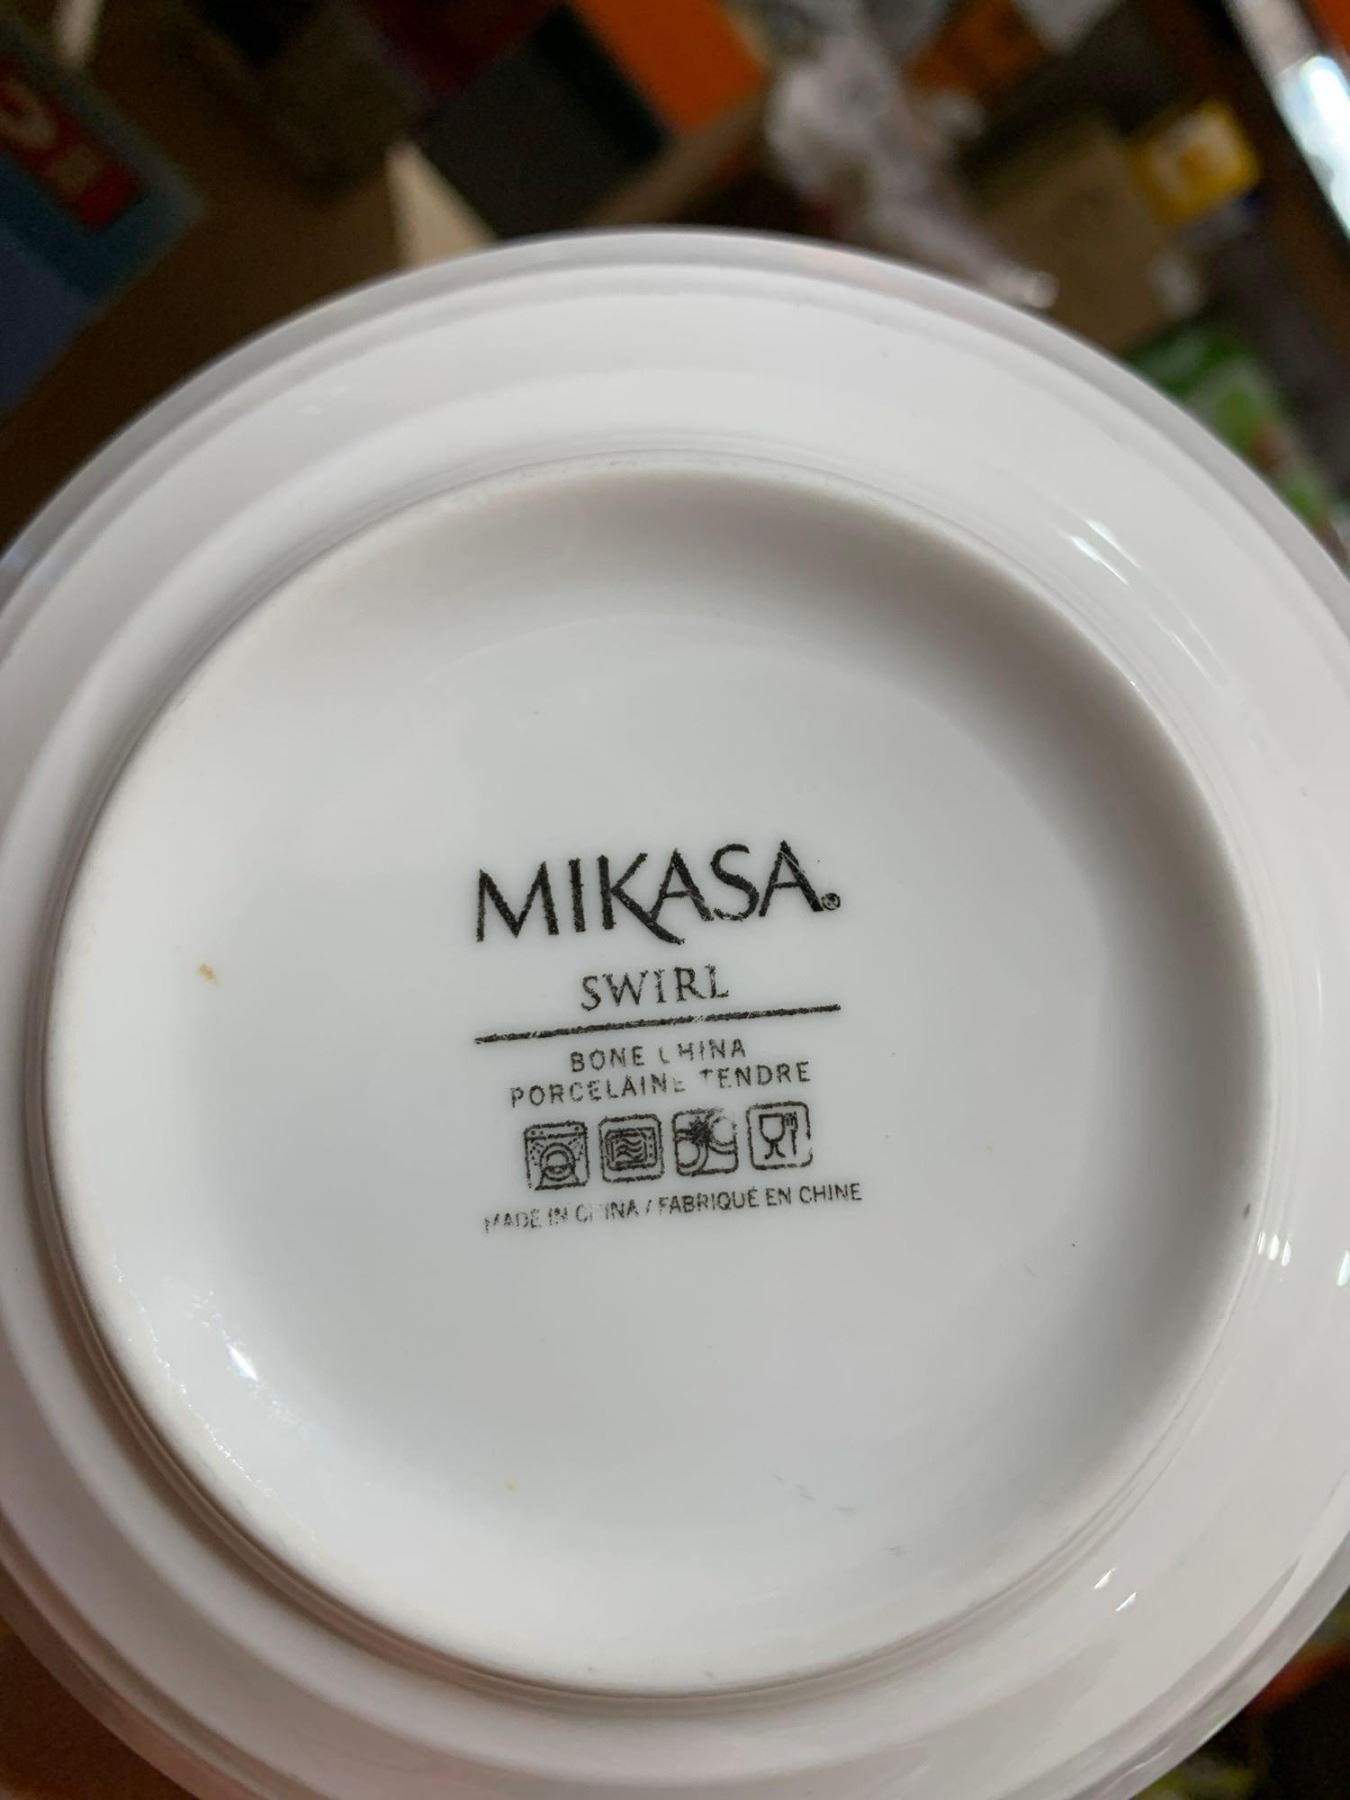 MIKASA®
SWIRL
BONE CHINA
PORCELAINE TENDRE
MADE IN CHINA / FABRIQUÉ EN CHINE